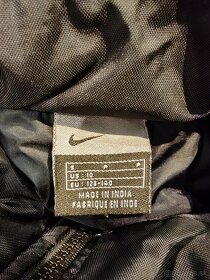 S P P
US : 10
EU : 128-140
MADE IN INDIA
FABRIQUE EN INDE